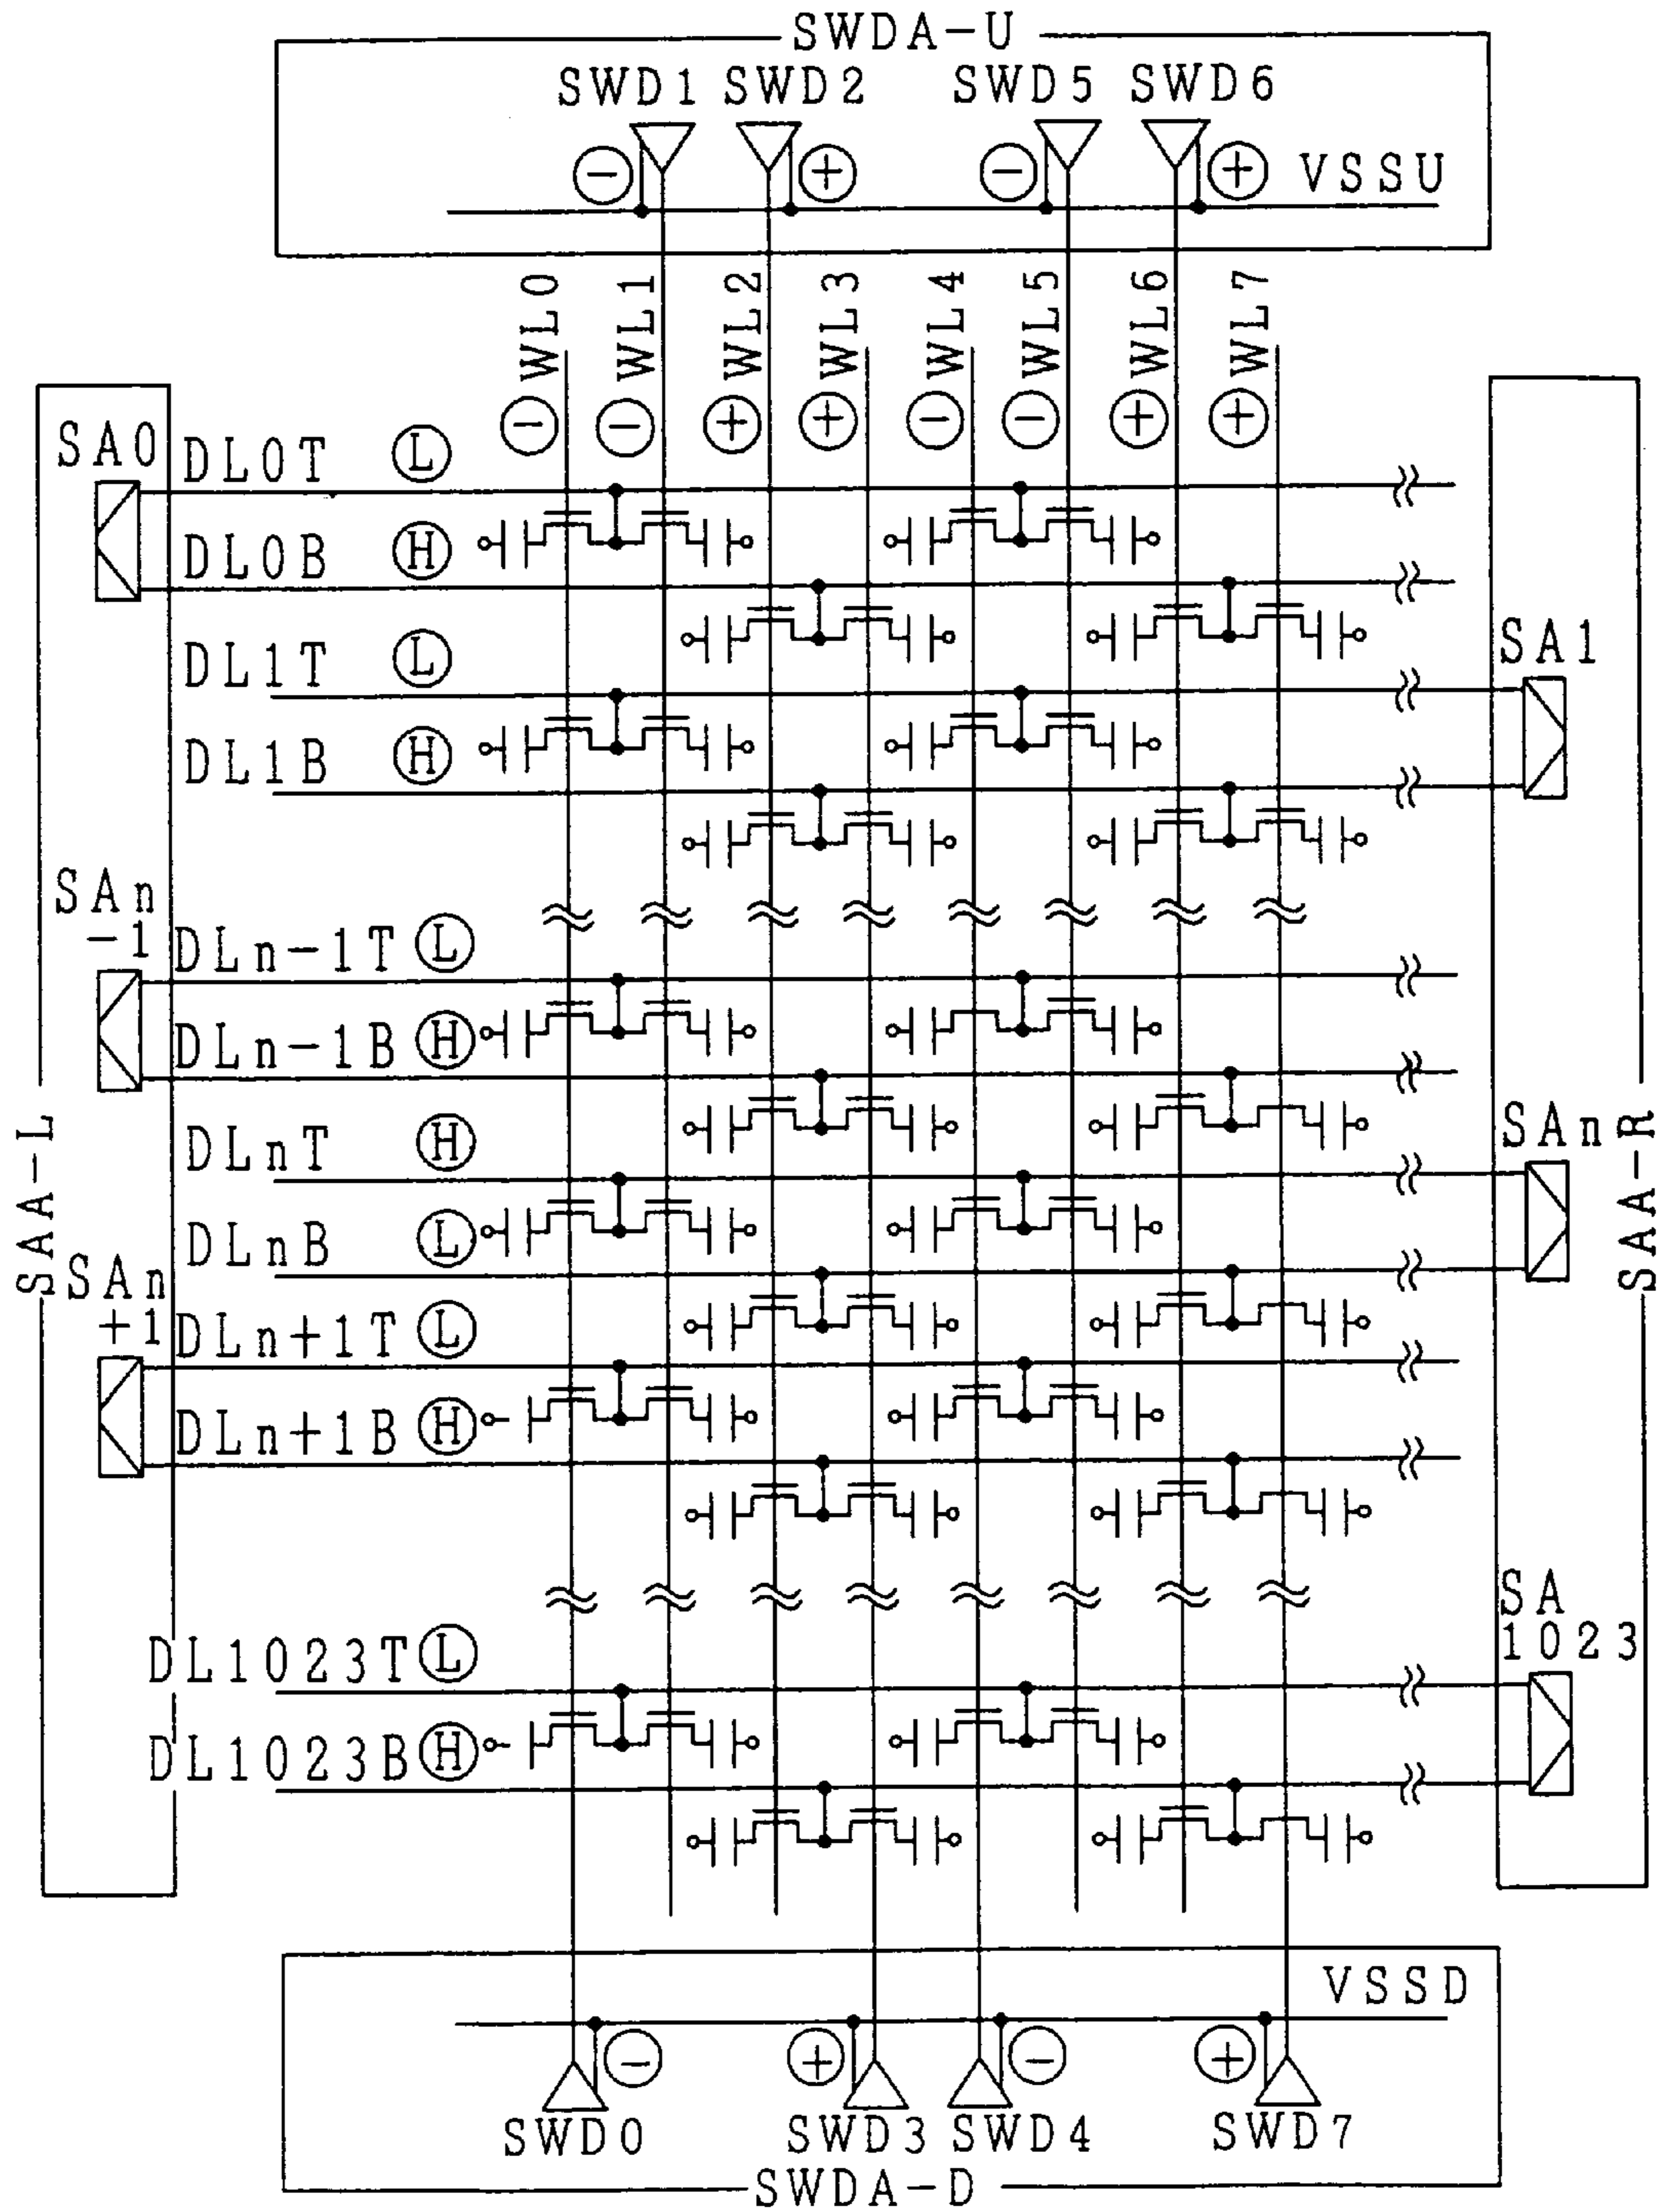 SWDA-U
SWD1 SWD2 SWD5 SWD6
− + − + VSSU
WL0 WL1 WL2 WL3 WL4 WL5 WL6 WL7
− − + + − − + +
SA0 DL0T L
DL0B H
DL1T L SA1
DL1B H
SAn-1 DLn-1T L
DLn-1B H
DLnT H SAn
DLnB L
SAn+1 DLn+1T L
DLn+1B H
SAA-L
SAA-R
SA1023
DL1023T L
DL1023B H
VSSD
− + − +
SWD0 SWD3 SWD4 SWD7
SWDA-D